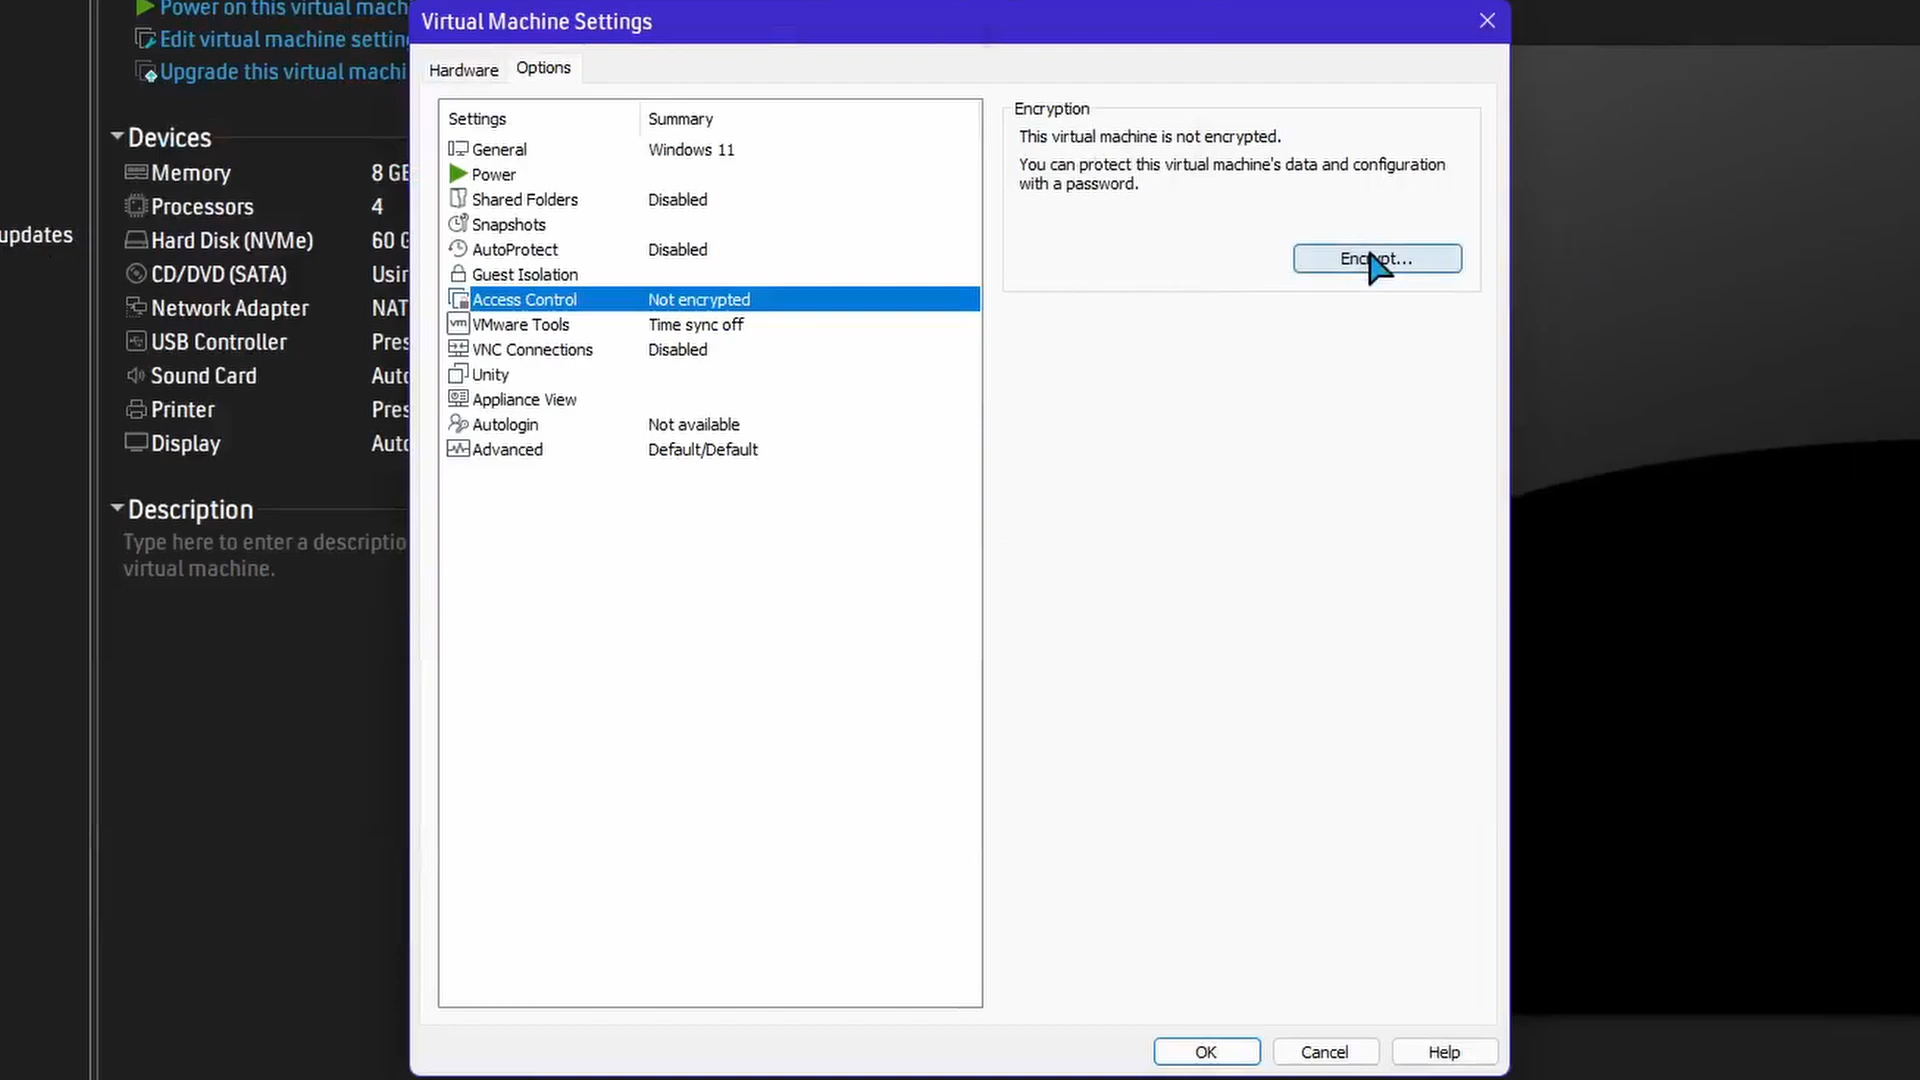 Power on this virtual mach
Edit virtual machine setting
Upgrade this virtual machi
Devices
Memory 8 GB
Processors 4
Hard Disk (NVMe) 60 G
CD/DVD (SATA) Usin
Network Adapter NAT
USB Controller Pres
Sound Card Auto
Printer Pres
Display Auto
Description
Type here to enter a descriptio
virtual machine.
updates
Virtual Machine Settings
Hardware Options
Settings Summary
General Windows 11
Power
Shared Folders Disabled
Snapshots
AutoProtect Disabled
Guest Isolation
Access Control Not encrypted
vm VMware Tools Time sync off
VNC Connections Disabled
Unity
Appliance View
Autologin Not available
Advanced Default/Default
Encryption
This virtual machine is not encrypted.
You can protect this virtual machine's data and configuration
with a password.
Encrypt...
OK Cancel Help